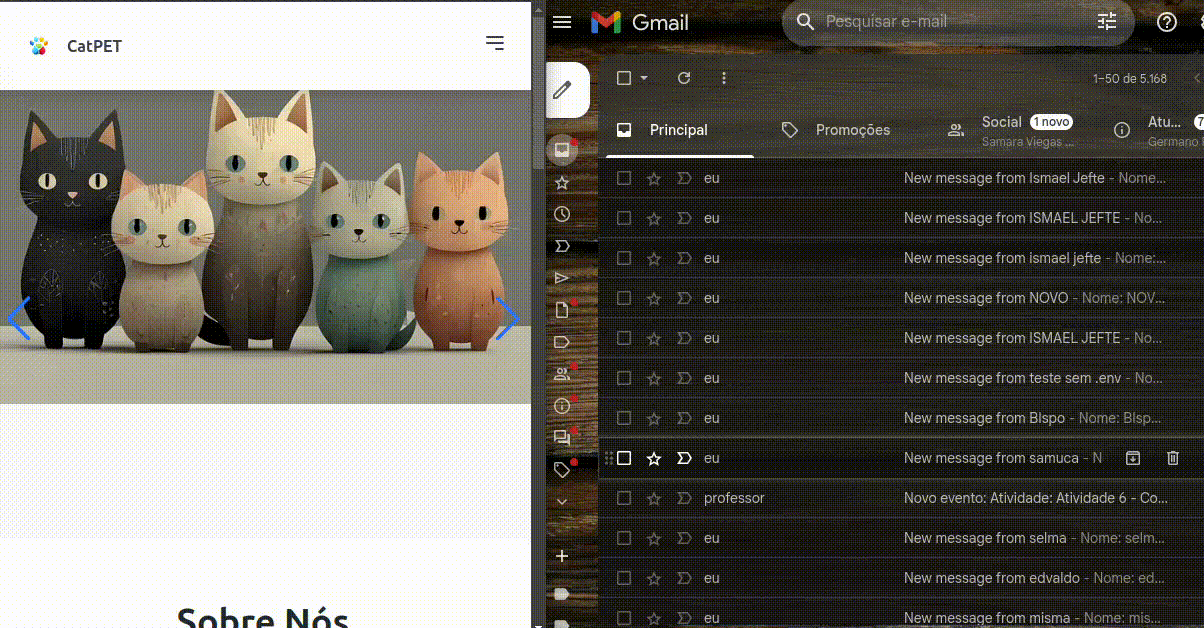 CatPET
Sobre Nós
Gmail
Pesquisar e-mail
1–50 de 5.168
Principal
Promoções
Social 1 novo
Samara Viegas ...
Atu... 7
Germano
eu New message from Ismael Jefte - Nome...
eu New message from ISMAEL JEFTE - No...
eu New message from ismael jefte - Nome:...
eu New message from NOVO - Nome: NOV...
eu New message from ISMAEL JEFTE - No...
eu New message from teste sem .env - No...
eu New message from BIspo - Nome: BIsp...
eu New message from samuca - N
professor Novo evento: Atividade: Atividade 6 - Co...
eu New message from selma - Nome: selm...
eu New message from edvaldo - Nome: ed...
eu New message from misma - Nome: mis...